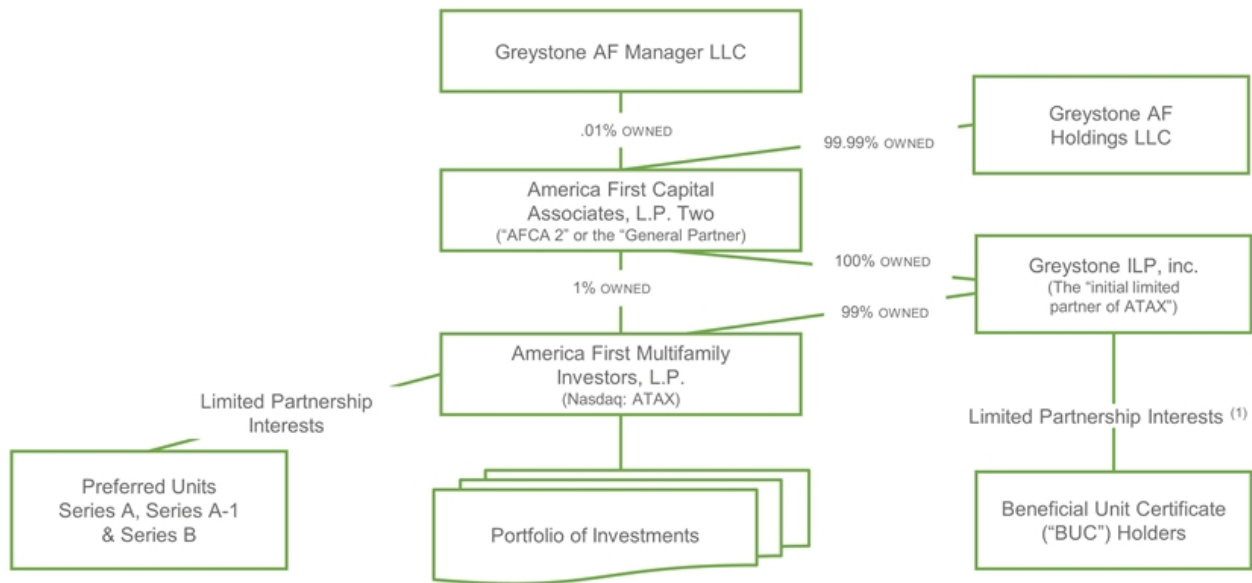 Greystone AF Manager LLC
Greystone AF
Holdings LLC
.01% OWNED
99.99% OWNED
America First Capital
Associates, L.P. Two
(“AFCA 2” or the “General Partner)
100% OWNED
Greystone ILP, inc.
(The “initial limited
partner of ATAX”)
1% OWNED
99% OWNED
America First Multifamily
Investors, L.P.
(Nasdaq: ATAX)
Limited Partnership
Interests
Limited Partnership Interests (1)
Preferred Units
Series A, Series A-1
& Series B
Portfolio of Investments
Beneficial Unit Certificate
(“BUC”) Holders